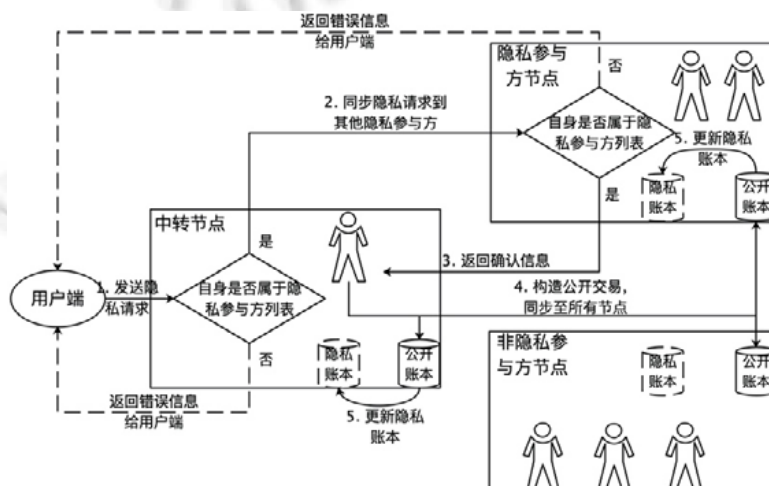 返回错误信息
给用户端
隐私参与
方节点
否
2. 同步隐私请求到
其他隐私参与方
自身是否属于隐
私参与方列表
5. 更新隐私
账本
隐私
账本
公开
账本
是
中转节点
是
3. 返回确认信息
1. 发送隐
私请求
用户端
自身是否属于隐
私参与方列表
4. 构造公开交易,
同步至所有节点
否
隐私
账本
公开
账本
非隐私参
与方节点
隐私
账本
公开
账本
返回错误信息
给用户端
5. 更新隐私
账本